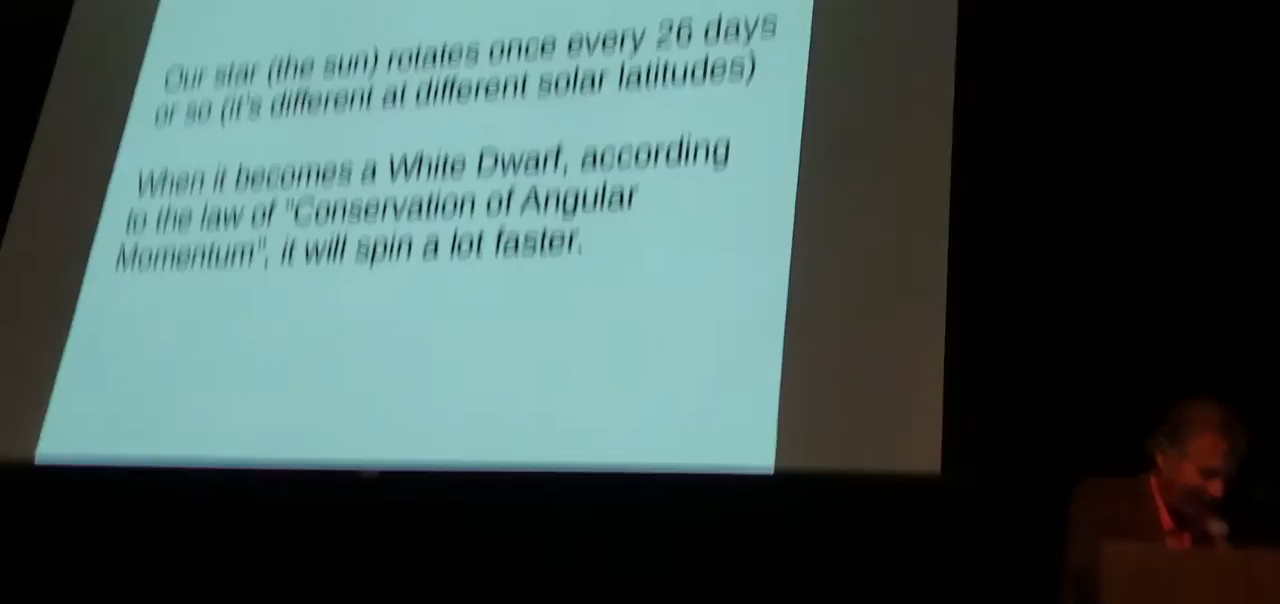 Our star (the sun) rotates once every 26 days
or so (it's different at different solar latitudes)
When it becomes a White Dwarf, according
to the law of "Conservation of Angular
Momentum", it will spin a lot faster.